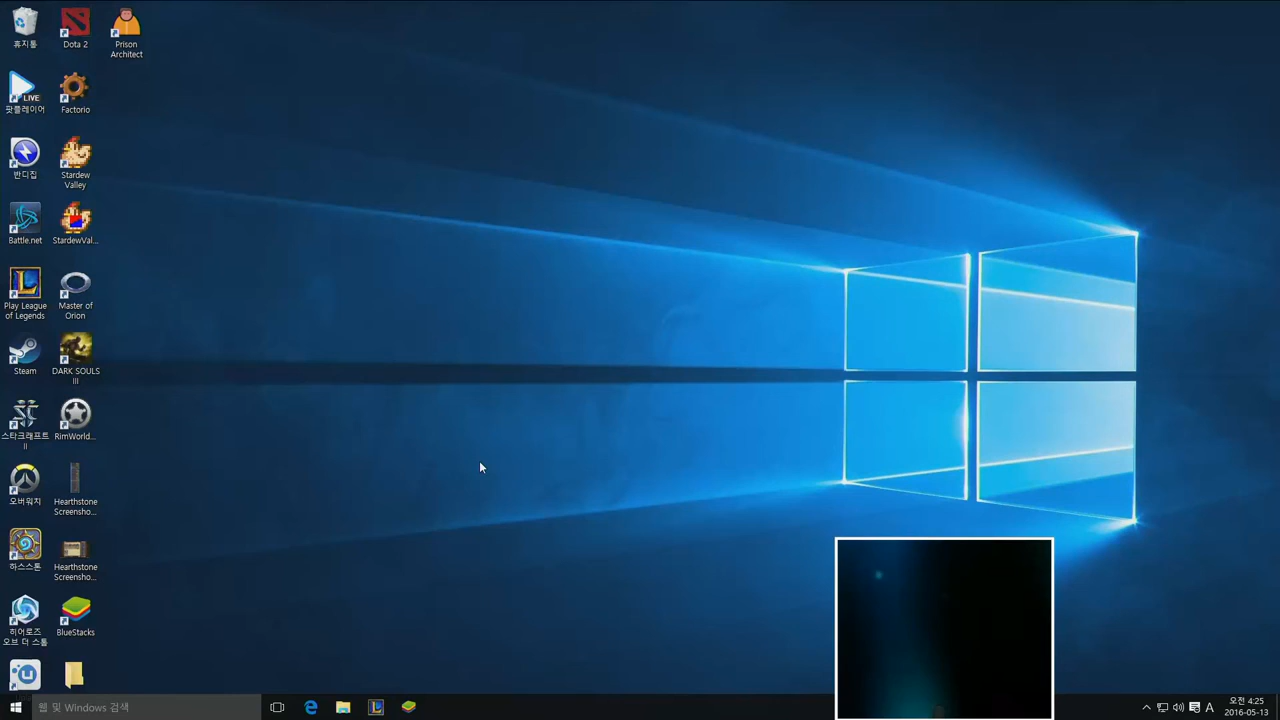 휴지통
Dota 2
Prison
Architect
LIVE
팟플레이어
Factorio
반디집
Stardew
Valley
Battle.net
StardewVal...
Play League
of Legends
Master of
Orion
Steam
DARK SOULS
III
스타크래프트
II
RimWorld...
오버워치
Hearthstone
Screensho...
하스스톤
Hearthstone
Screensho...
히어로즈
오브 더 스톰
BlueStacks
웹 및 Windows 검색
A
오전 4:25
2016-05-13